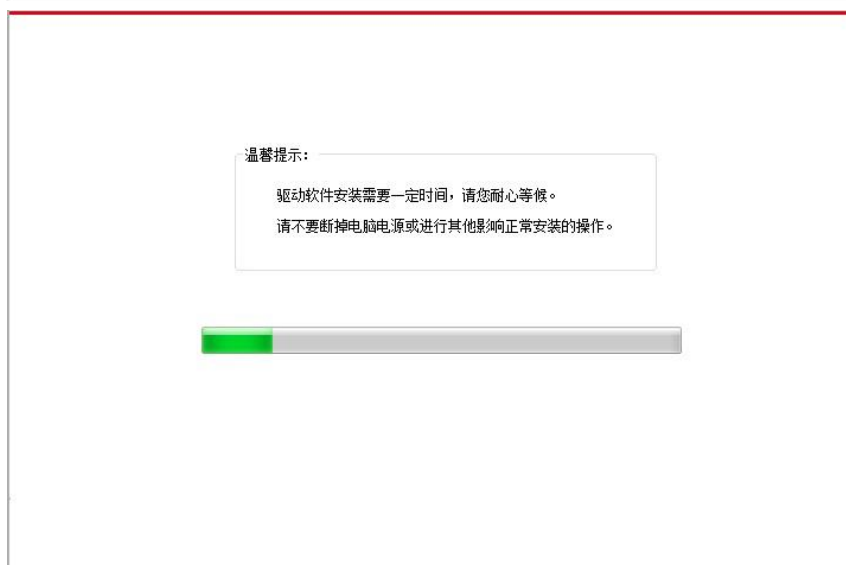 温馨提示：
驱动软件安装需要一定时间，请您耐心等候。
请不要断掉电脑电源或进行其他影响正常安装的操作。